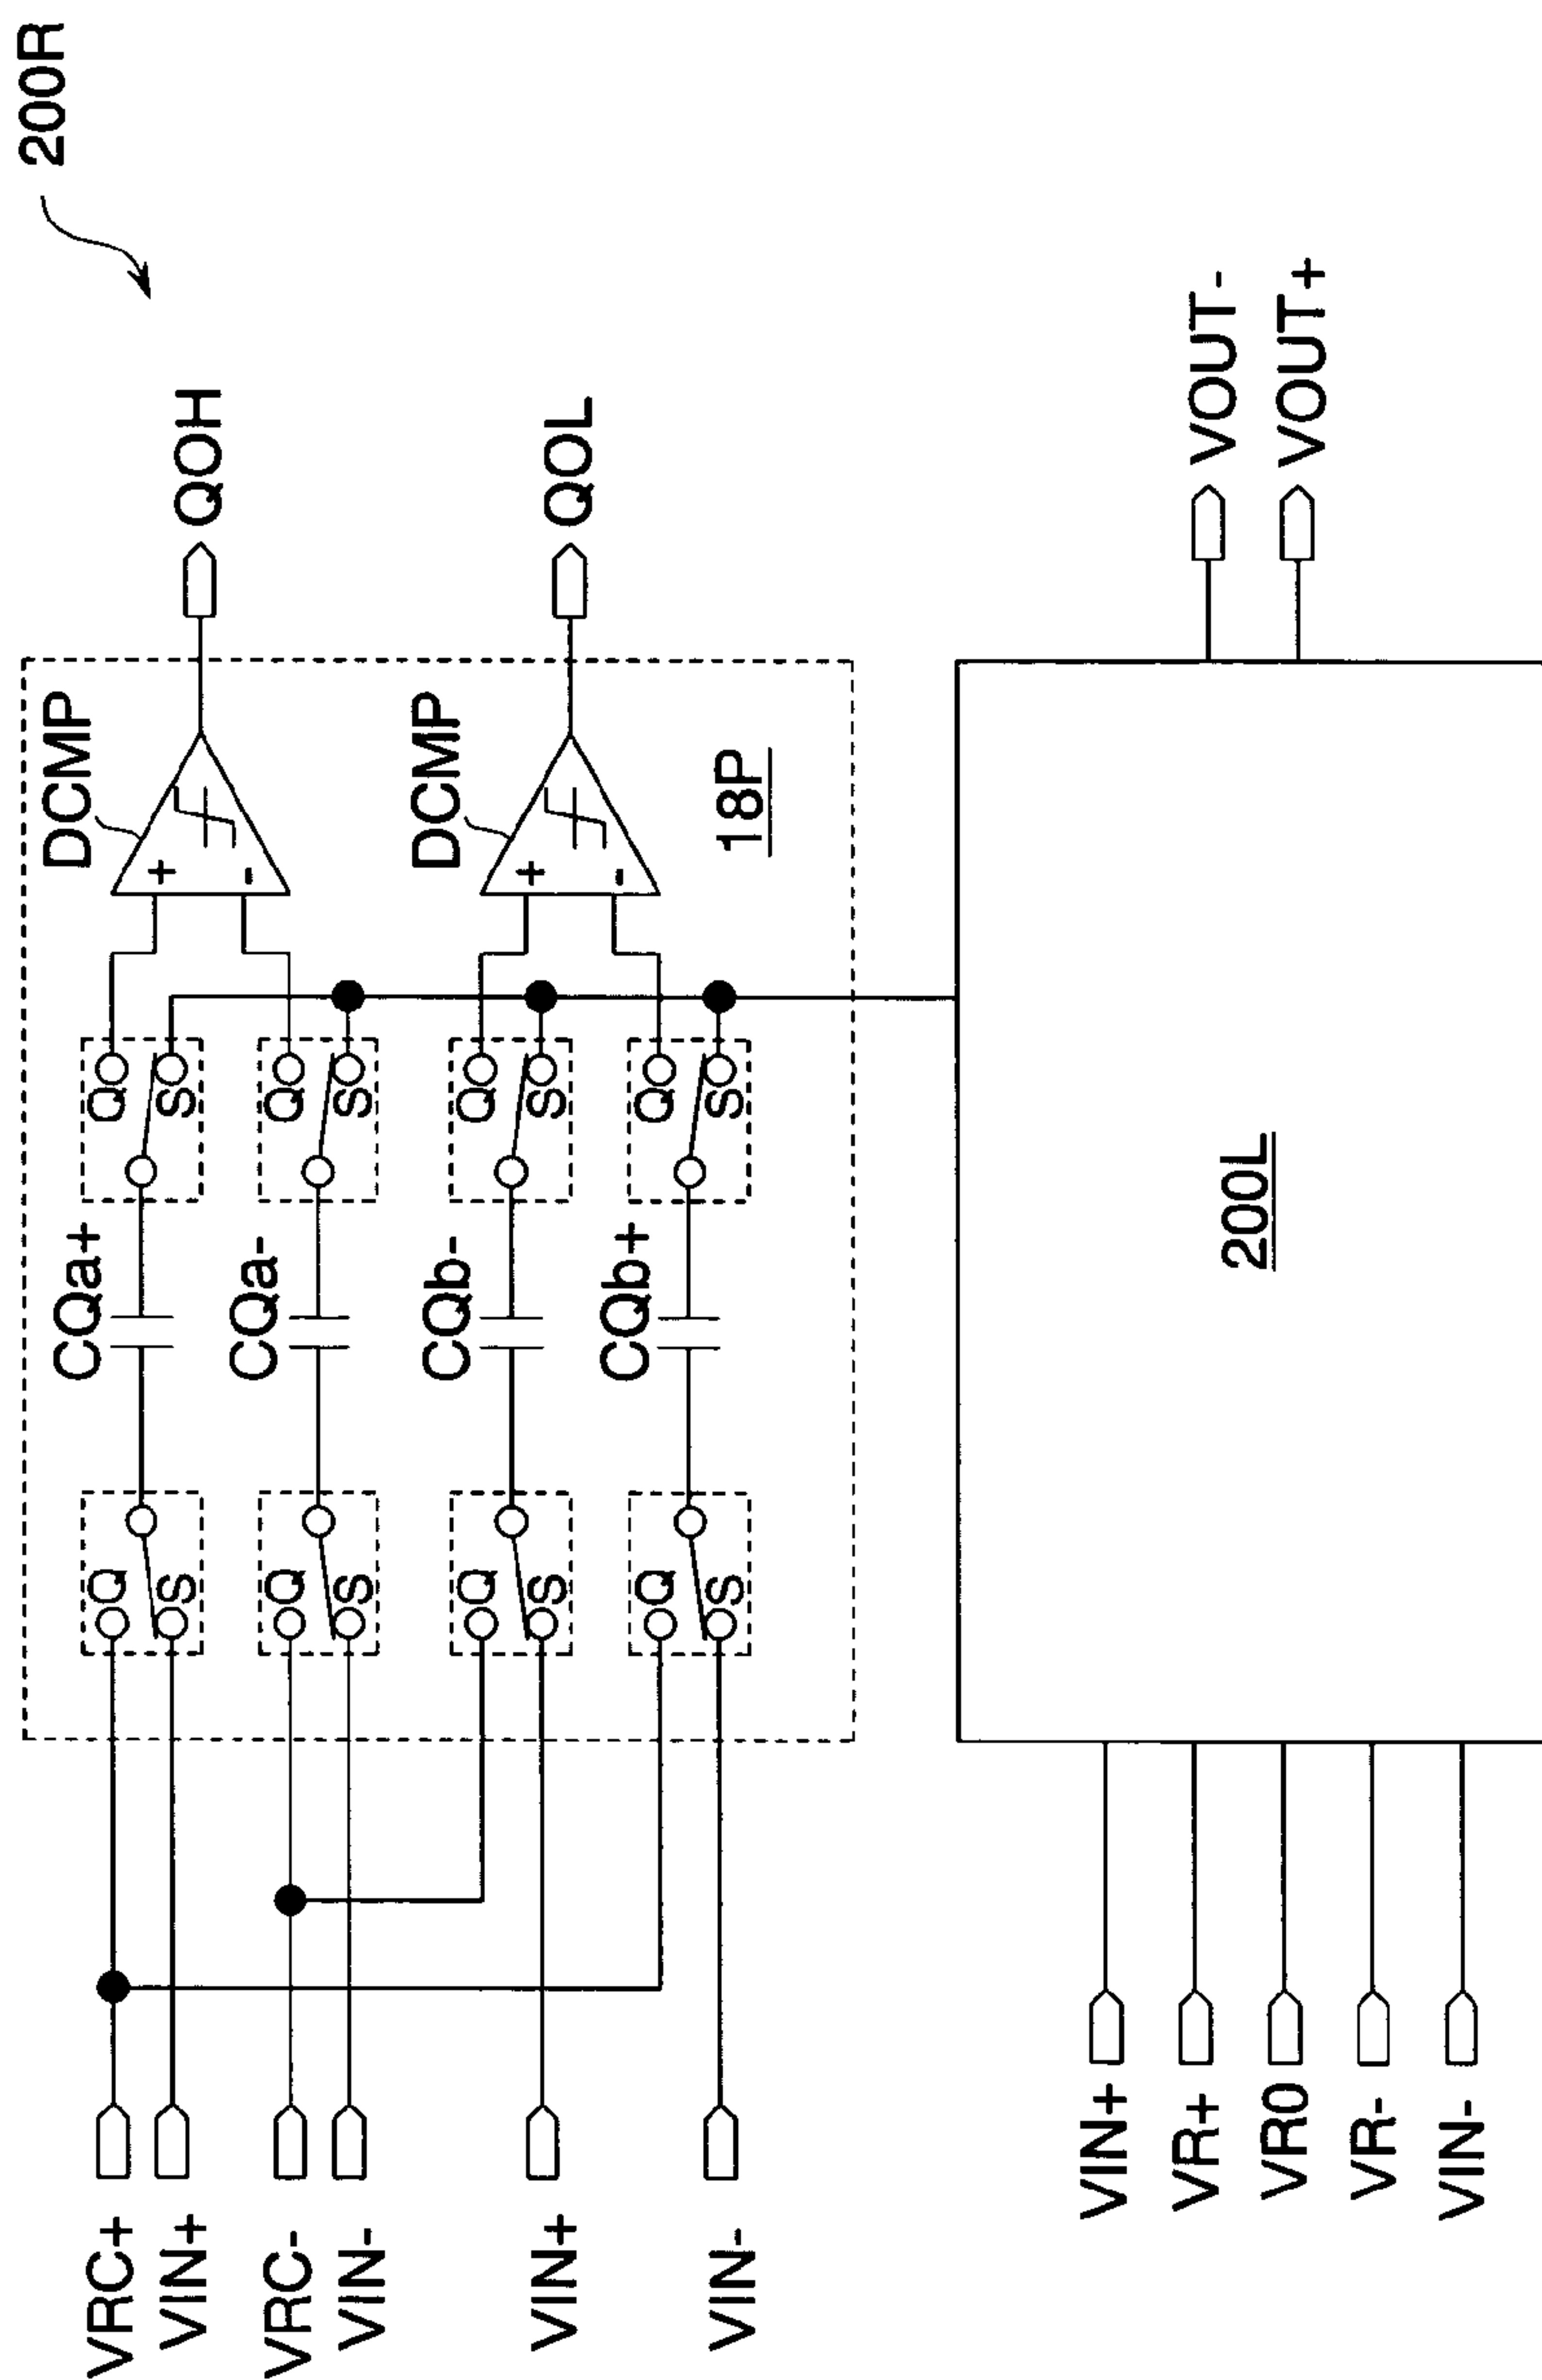 200R
DCMP
CQa+
VRC+
Q
Q
+
QOH
VIN+
S
S
-
CQa-
VRC-
Q
Q
VIN-
S
S
DCMP
CQb-
Q
Q
+
QOL
VIN+
S
S
-
CQb+
Q
Q
VIN-
S
S
18P
VIN+
VR+
VOUT-
200L
VR0
VOUT+
VR-
VIN-